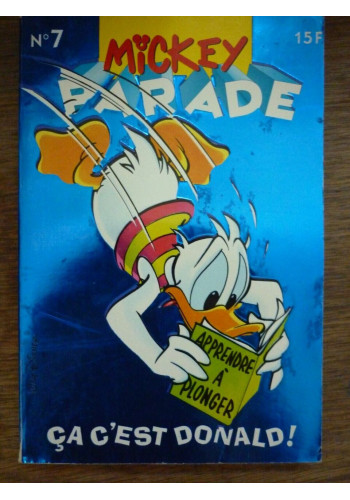 N° 7
MiCKEY
15F
PARADE
APPRENDRE
À
PLONGER
ÇA C'EST DONALD!